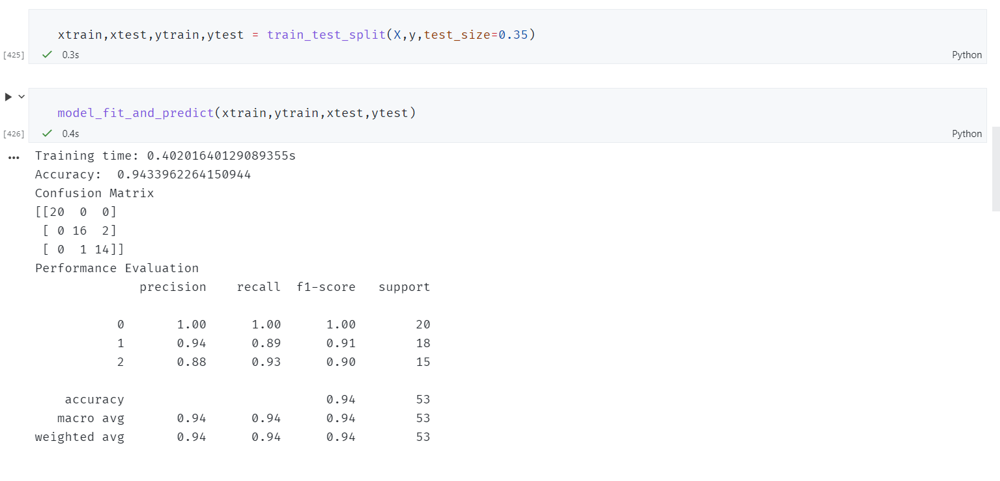 xtrain,xtest,ytrain,ytest = train_test_split(X,y,test_size=0.35)
[425] 0.3s Python
model_fit_and_predict(xtrain,ytrain,xtest,ytest)
[426] 0.4s Python
Training time: 0.40201640129089355s
Accuracy:  0.9433962264150944
Confusion Matrix
[[20  0  0]
 [ 0 16  2]
 [ 0  1 14]]
Performance Evaluation
              precision    recall  f1-score   support
           0       1.00      1.00      1.00        20
           1       0.94      0.89      0.91        18
           2       0.88      0.93      0.90        15
    accuracy                           0.94        53
   macro avg       0.94      0.94      0.94        53
weighted avg       0.94      0.94      0.94        53